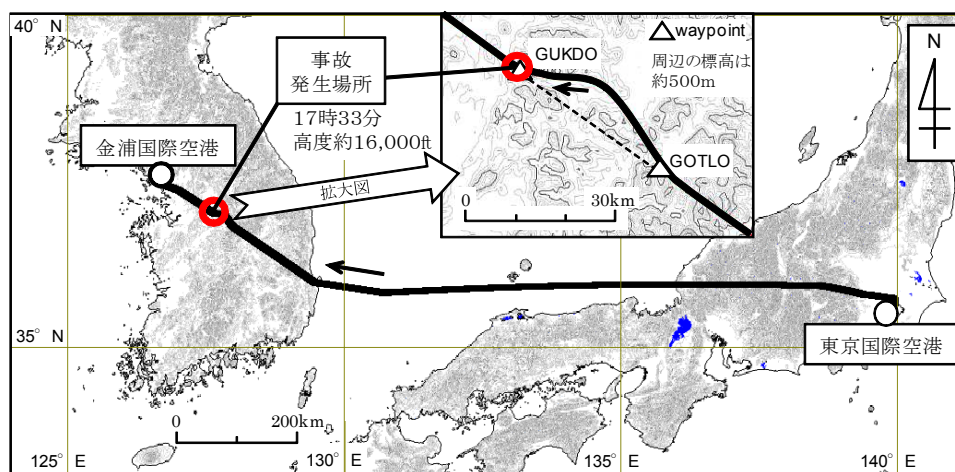 40° N
事故
発生場所
17時33分
高度約16,000ft
金浦国際空港
拡大図
GUKDO
waypoint
周辺の標高は
約500m
GOTLO
0 30km
N
東京国際空港
35° N
0 200km
125° E
130° E
135° E
140° E